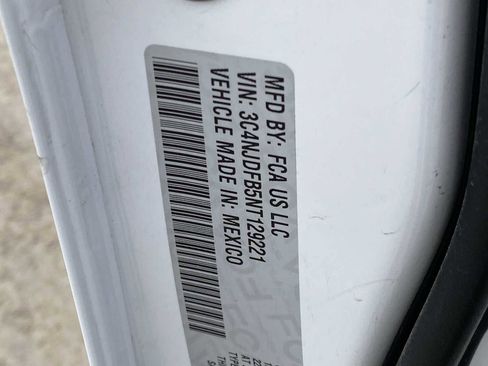 MFD BY: FCA US LLC
VIN: 3C4NJDFB5NT129221
VEHICLE MADE IN: MEXICO